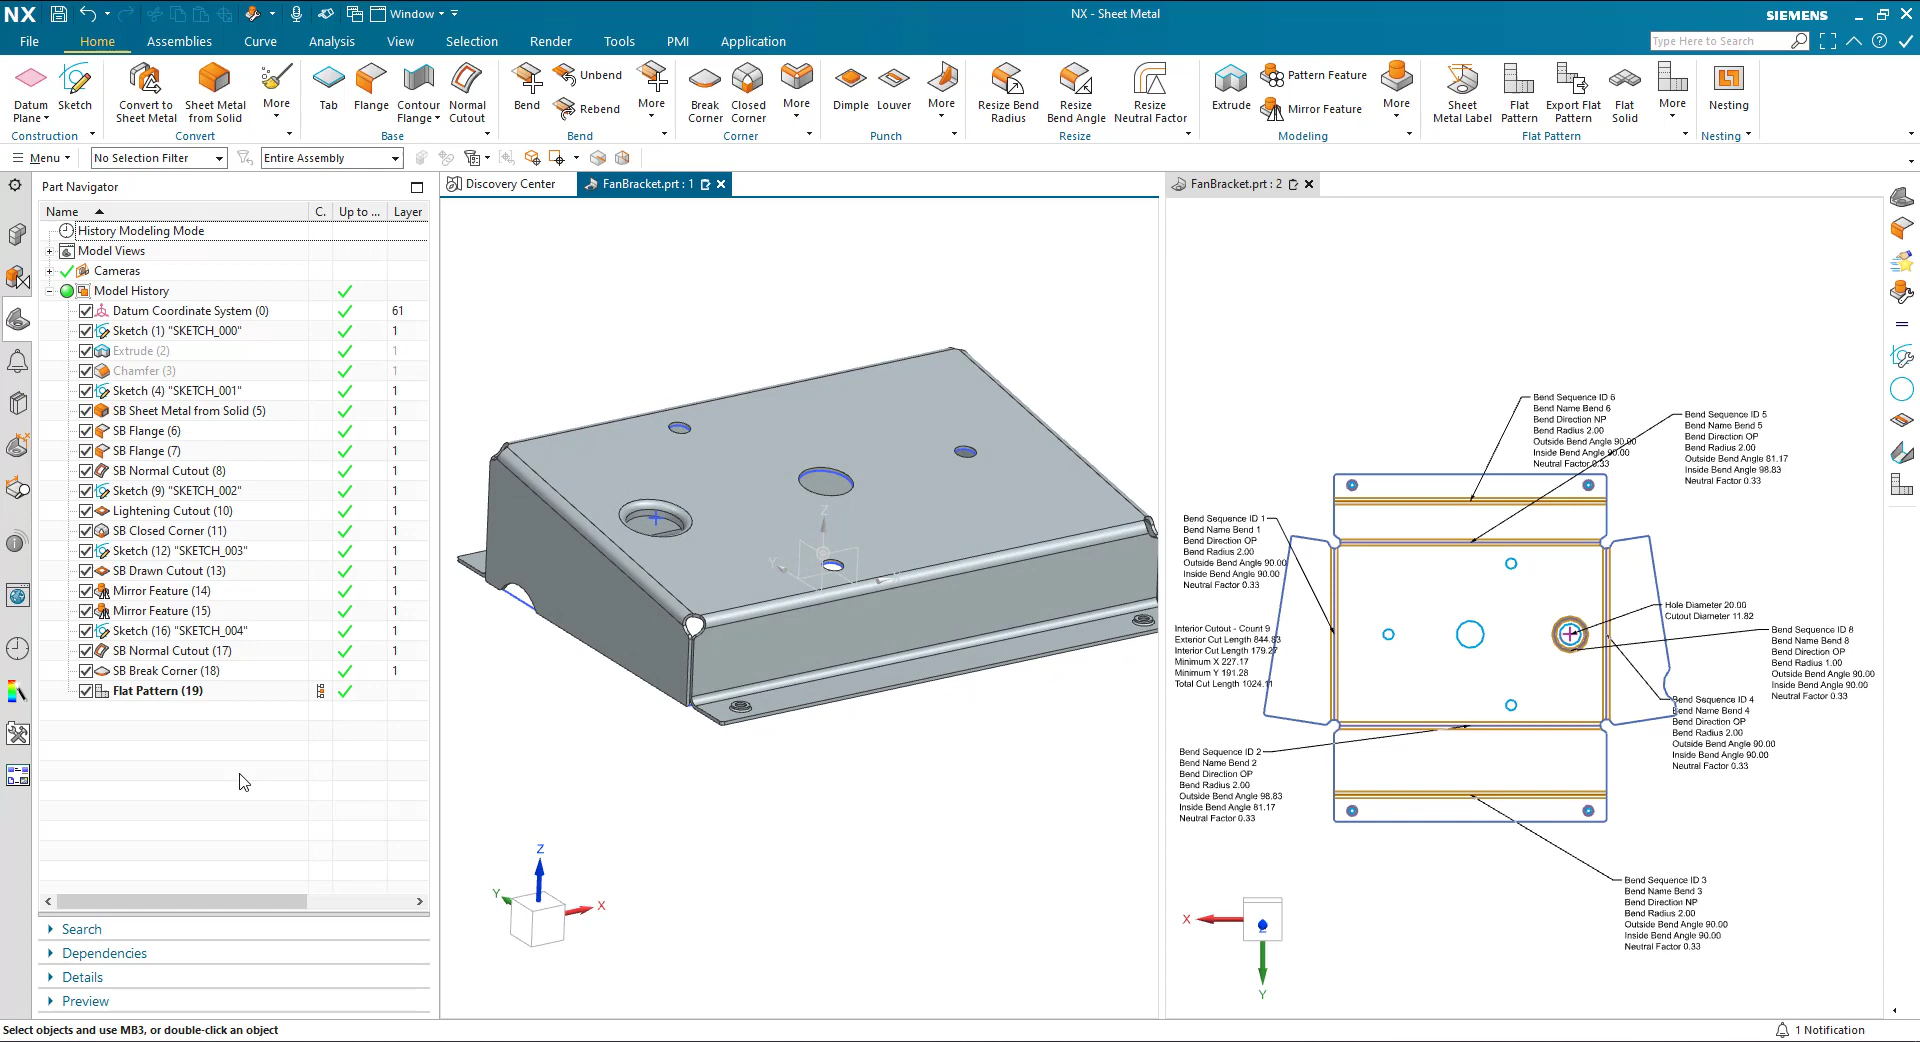 NX
Window
NX - Sheet Metal
SIEMENS
File
Home
Assemblies
Curve
Analysis
View
Selection
Render
Tools
PMI
Application
Type Here to Search
Datum Plane
Sketch
Construction
Convert to Sheet Metal
Sheet Metal from Solid
More
Convert
Tab
Flange
Contour Flange
Normal Cutout
Base
Bend
Unbend
Rebend
More
Bend
Break Corner
Closed Corner
More
Corner
Dimple
Louver
More
Punch
Resize Bend Radius
Resize Bend Angle
Resize Neutral Factor
Resize
Extrude
Pattern Feature
Mirror Feature
More
Modeling
Sheet Metal Label
Flat Pattern
Export Flat Pattern
Flat Solid
More
Flat Pattern
Nesting
Nesting
Menu
No Selection Filter
Entire Assembly
Part Navigator
Discovery Center
FanBracket.prt : 1
FanBracket.prt : 2
Name C. Up to ... Layer
History Modeling Mode
Model Views
Cameras
Model History
Datum Coordinate System (0) 61
Sketch (1) "SKETCH_000" 1
Extrude (2) 1
Chamfer (3) 1
Sketch (4) "SKETCH_001" 1
SB Sheet Metal from Solid (5) 1
SB Flange (6) 1
SB Flange (7) 1
SB Normal Cutout (8) 1
Sketch (9) "SKETCH_002" 1
Lightening Cutout (10) 1
SB Closed Corner (11) 1
Sketch (12) "SKETCH_003" 1
SB Drawn Cutout (13) 1
Mirror Feature (14) 1
Mirror Feature (15) 1
Sketch (16) "SKETCH_004" 1
SB Normal Cutout (17) 1
SB Break Corner (18) 1
Flat Pattern (19)
Search
Dependencies
Details
Preview
Z
Y
Z
Y
X
Bend Sequence ID 6
Bend Name Bend 6
Bend Direction NP
Bend Radius 2.00
Outside Bend Angle 90.00
Inside Bend Angle 90.00
Neutral Factor 0.33
Bend Sequence ID 5
Bend Name Bend 5
Bend Direction OP
Bend Radius 2.00
Outside Bend Angle 81.17
Inside Bend Angle 98.83
Neutral Factor 0.33
Bend Sequence ID 1
Bend Name Bend 1
Bend Direction OP
Bend Radius 2.00
Outside Bend Angle 90.00
Inside Bend Angle 90.00
Neutral Factor 0.33
Interior Cutout - Count 9
Exterior Cut Length 844.83
Interior Cut Length 179.27
Minimum X 227.17
Minimum Y 191.28
Total Cut Length 1024.11
Hole Diameter 20.00
Cutout Diameter 11.82
Bend Sequence ID 8
Bend Name Bend 8
Bend Direction OP
Bend Radius 1.00
Outside Bend Angle 90.00
Inside Bend Angle 90.00
Neutral Factor 0.33
Bend Sequence ID 4
Bend Name Bend 4
Bend Direction OP
Bend Radius 2.00
Outside Bend Angle 90.00
Inside Bend Angle 90.00
Neutral Factor 0.33
Bend Sequence ID 2
Bend Name Bend 2
Bend Direction OP
Bend Radius 2.00
Outside Bend Angle 98.83
Inside Bend Angle 81.17
Neutral Factor 0.33
Bend Sequence ID 3
Bend Name Bend 3
Bend Direction NP
Bend Radius 2.00
Outside Bend Angle 90.00
Inside Bend Angle 90.00
Neutral Factor 0.33
X
Y
Select objects and use MB3, or double-click an object
1 Notification